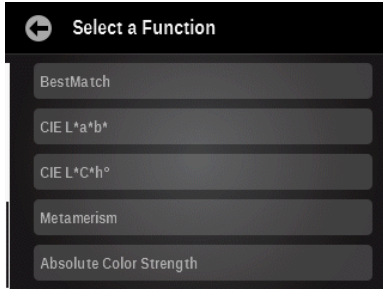 Select a Function
BestMatch
CIE L*a*b*
CIE L*C*h°
Metamerism
Absolute Color Strength